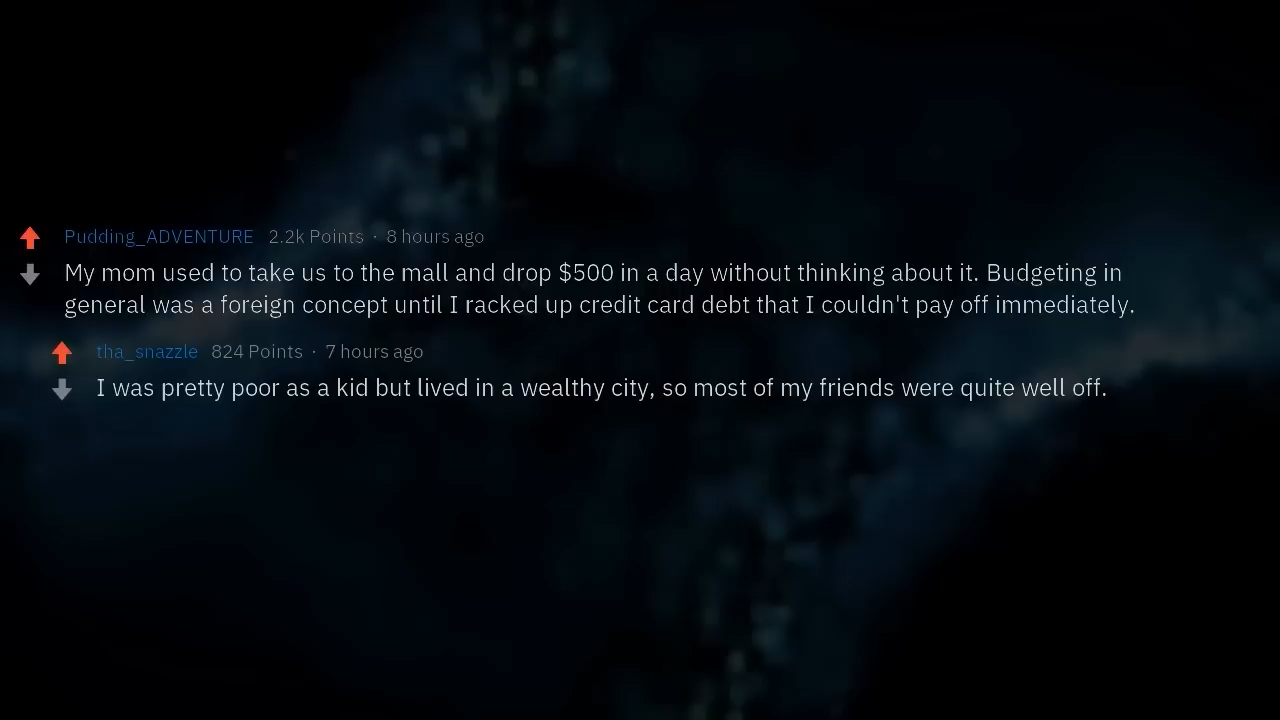 Pudding_ADVENTURE 2.2k Points · 8 hours ago
My mom used to take us to the mall and drop $500 in a day without thinking about it. Budgeting in
general was a foreign concept until I racked up credit card debt that I couldn't pay off immediately.
tha_snazzle 824 Points · 7 hours ago
I was pretty poor as a kid but lived in a wealthy city, so most of my friends were quite well off.